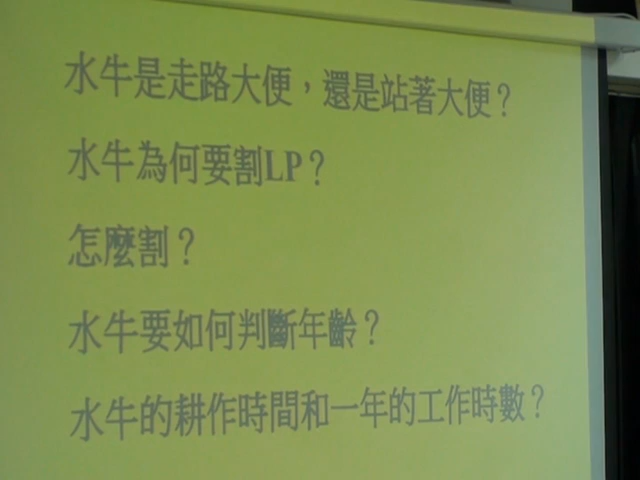 水牛是走路大便，還是站著大便？
水牛為何要割LP？
怎麼割？
水牛要如何判斷年齡？
水牛的耕作時間和一年的工作時數？